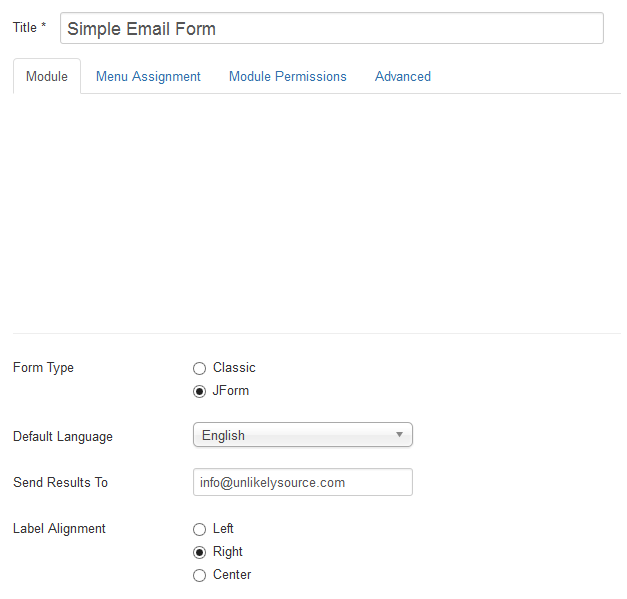 Title * Simple Email Form
Module Menu Assignment Module Permissions Advanced
Form Type Classic
JForm
Default Language English
Send Results To info@unlikelysource.com
Label Alignment Left
Right
Center